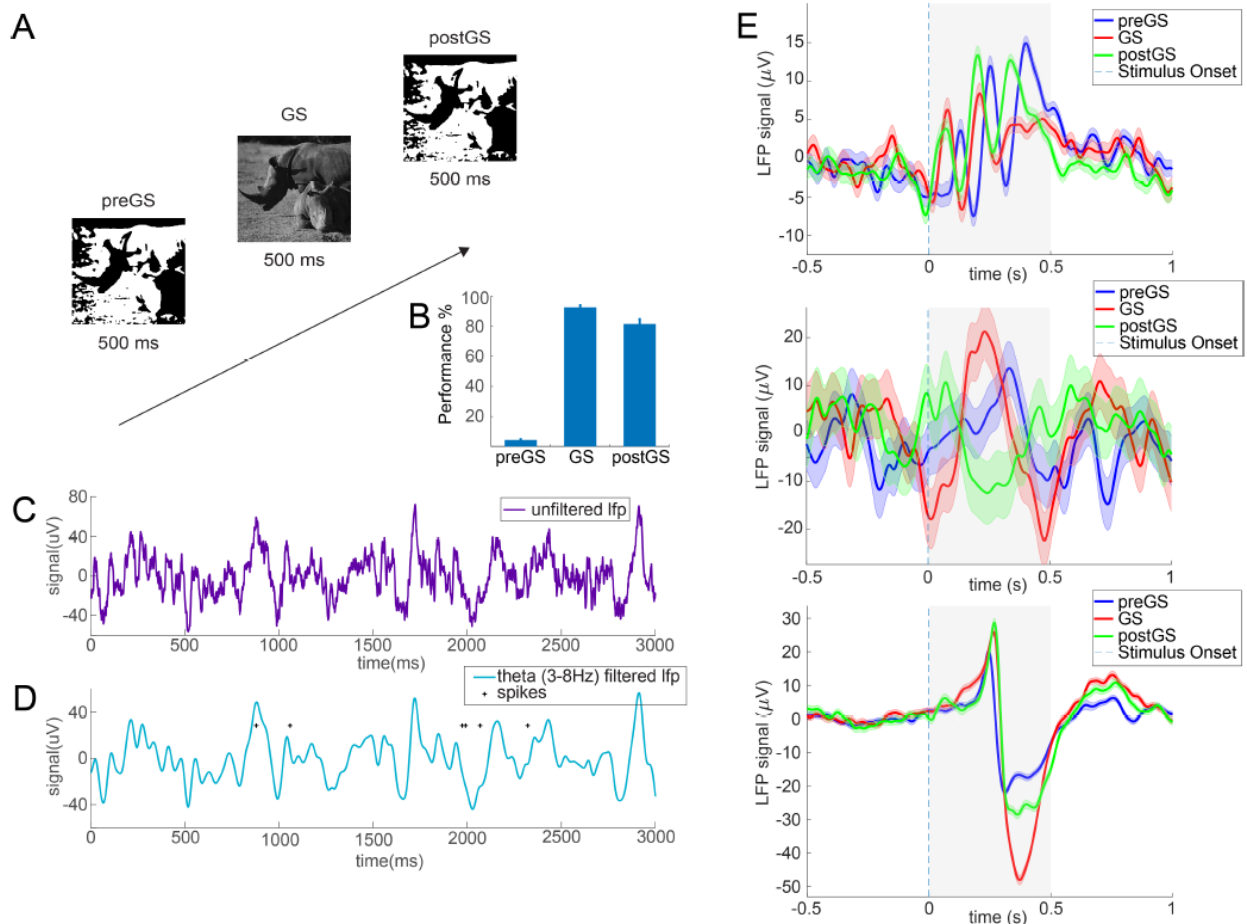 A
preGS
500 ms
GS
500 ms
postGS
500 ms
B
Performance %
100
80
60
40
20
preGS
GS
postGS
C
signal(uV)
80
40
0
-40
unfiltered lfp
0
500
1000
1500
2000
2500
3000
time(ms)
D
signal(uV)
40
0
-40
theta (3-8Hz) filtered lfp
spikes
0
500
1000
1500
2000
2500
3000
time(ms)
E
LFP signal (μV)
15
10
5
0
-5
-10
preGS
GS
postGS
Stimulus Onset
-0.5
0
0.5
1
time (s)
LFP signal (μV)
20
10
0
-10
-20
preGS
GS
postGS
Stimulus Onset
-0.5
0
0.5
1
time (s)
LFP signal (μV)
30
20
10
0
-10
-20
-30
-40
-50
preGS
GS
postGS
Stimulus Onset
-0.5
0
0.5
1
time (s)